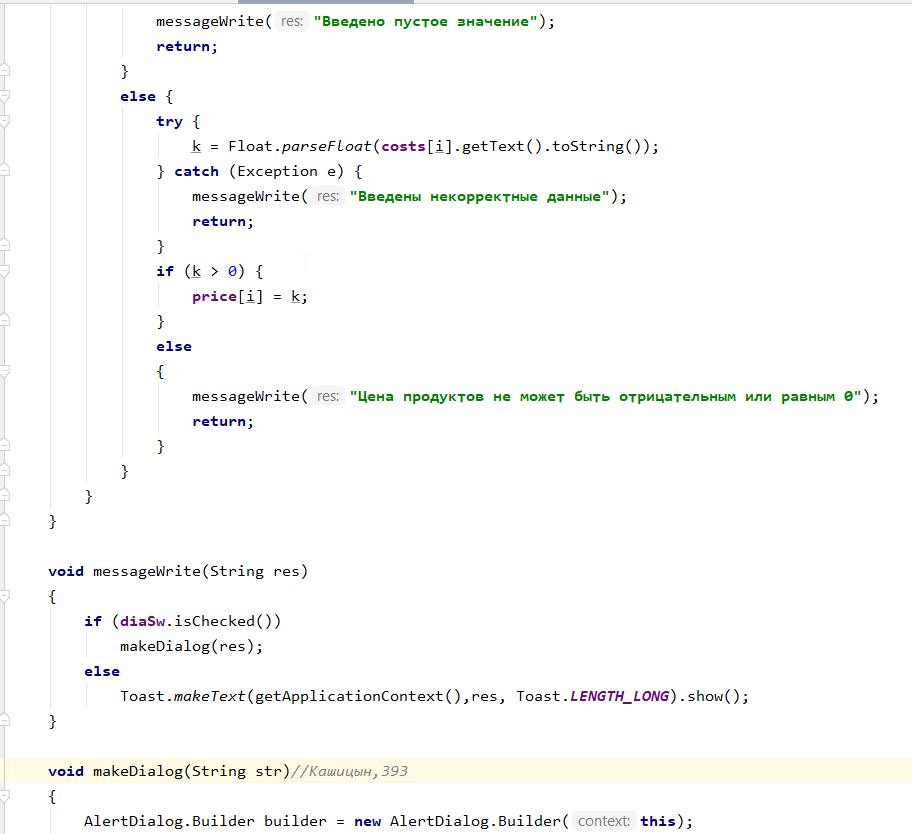 messageWrite( res: "Введено пустое значение");
return;
}
else {
try {
k = Float.parseFloat(costs[i].getText().toString());
} catch (Exception e) {
messageWrite( res: "Введены некорректные данные");
return;
}
if (k > 0) {
price[i] = k;
}
else
{
messageWrite( res: "Цена продуктов не может быть отрицательным или равным 0");
return;
}
}
}
}
void messageWrite(String res)
{
if (diaSw.isChecked())
makeDialog(res);
else
Toast.makeText(getApplicationContext(),res, Toast.LENGTH_LONG).show();
}
void makeDialog(String str)//Кашицын,393
{
AlertDialog.Builder builder = new AlertDialog.Builder( context: this);